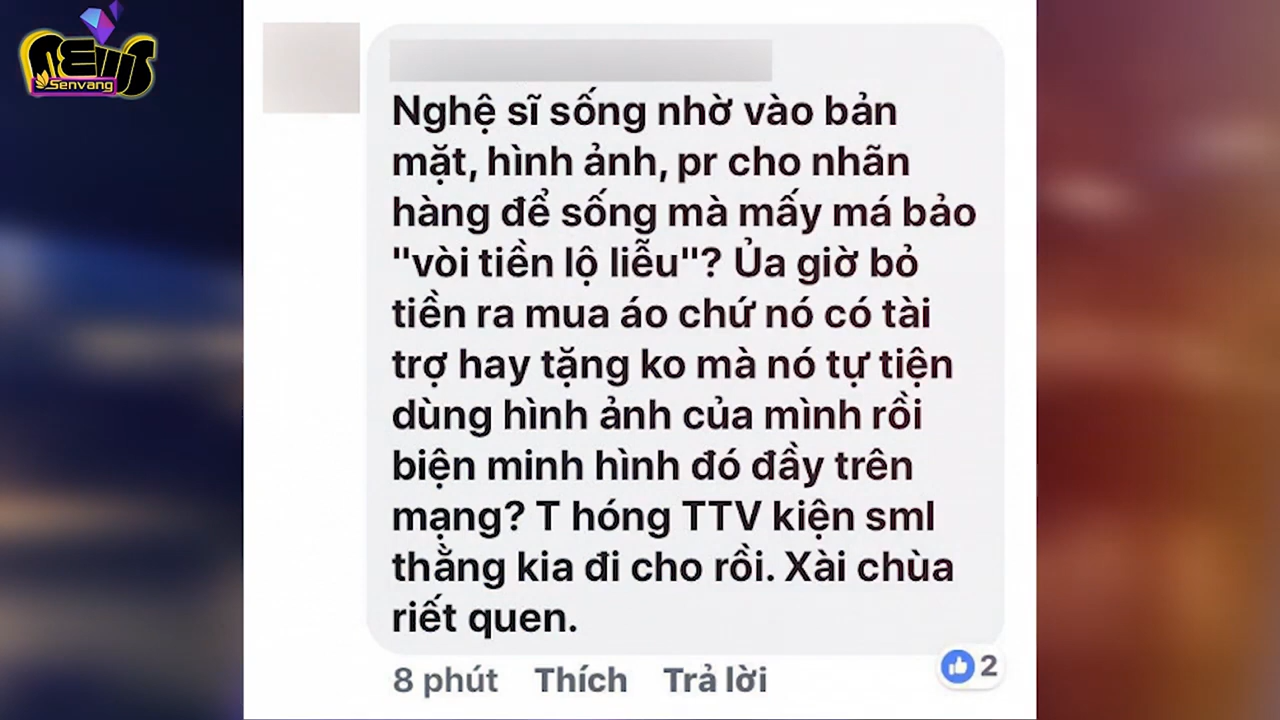 NEWS
Senvang
Nghệ sĩ sống nhờ vào bản
mặt, hình ảnh, pr cho nhãn
hàng để sống mà mấy má bảo
"vòi tiền lộ liễu"? Ủa giờ bỏ
tiền ra mua áo chứ nó có tài
trợ hay tặng ko mà nó tự tiện
dùng hình ảnh của mình rồi
biện minh hình đó đầy trên
mạng? T hóng TTV kiện sml
thằng kia đi cho rồi. Xài chùa
riết quen.
8 phút Thích Trả lời 2